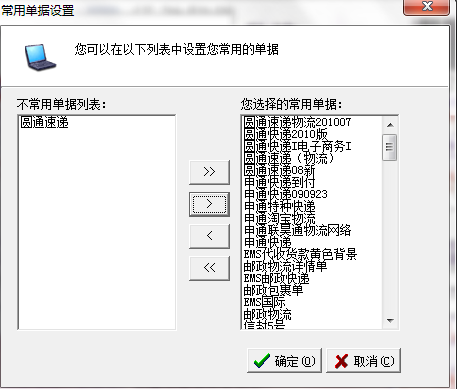 常用单据设置
您可以在以下列表中设置您常用的单据
不常用单据列表：
圆通速递
>>
>
<
<<
您选择的常用单据：
圆通速递物流201007
圆通快递2010版
圆通快递I电子商务I
圆通速递（物流）
圆通速递08新
申通快递到付
申通快递090923
申通特种快递
申通淘宝物流
申通联昊通物流网络
申通快递
EMS代收货款黄色背景
邮政物流详情单
EMS邮政快递
邮政包裹单
EMS国际
邮政物流
信封5号
确定(O)
取消(C)